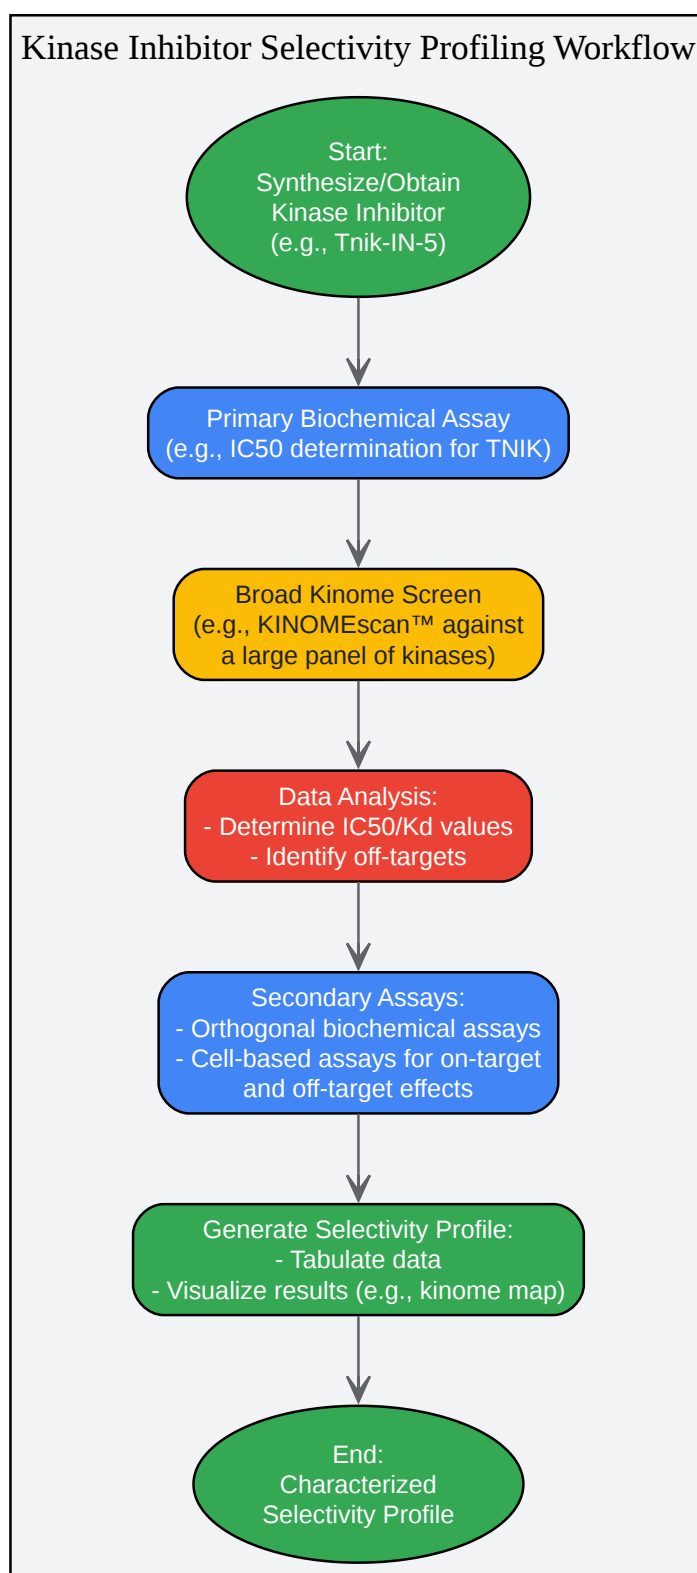 Kinase Inhibitor Selectivity Profiling Workflow
Start:
Synthesize/Obtain
Kinase Inhibitor
(e.g., Tnik-IN-5)
Primary Biochemical Assay
(e.g., IC50 determination for TNIK)
Broad Kinome Screen
(e.g., KINOMEscan™ against
a large panel of kinases)
Data Analysis:
- Determine IC50/Kd values
- Identify off-targets
Secondary Assays:
- Orthogonal biochemical assays
- Cell-based assays for on-target
and off-target effects
Generate Selectivity Profile:
- Tabulate data
- Visualize results (e.g., kinome map)
End:
Characterized
Selectivity Profile